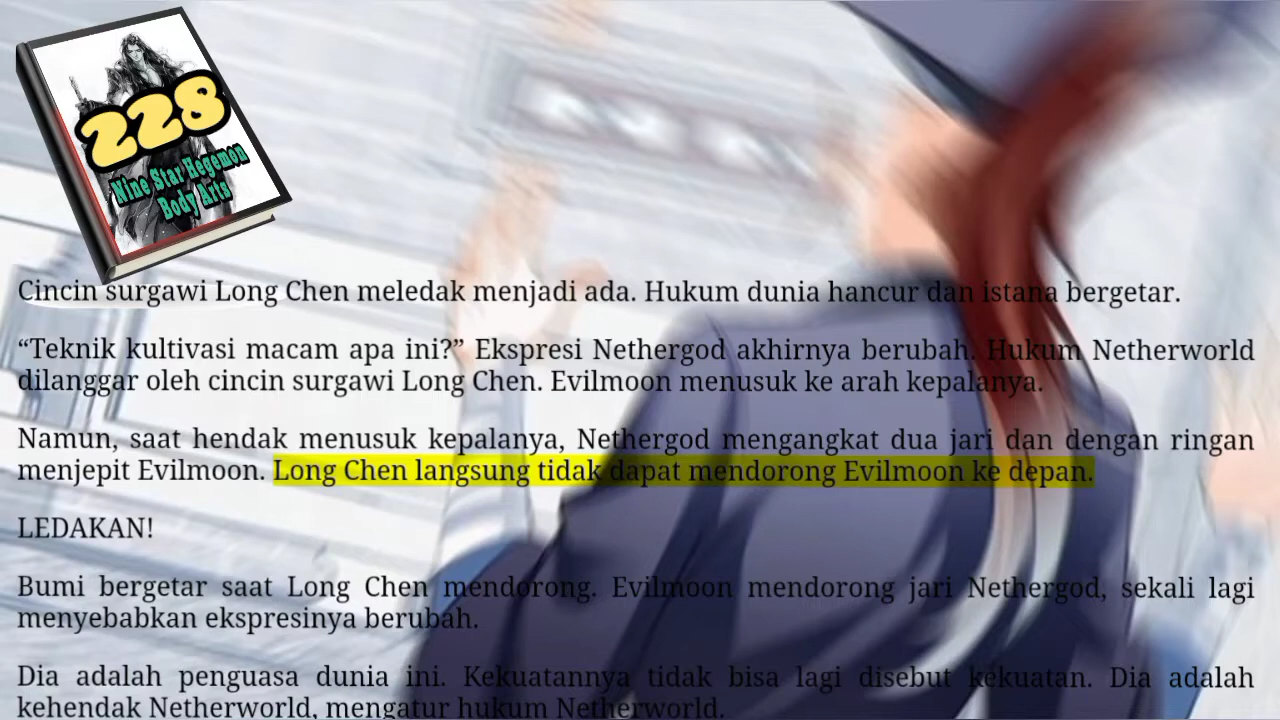 228
Nine Star Hegemon
Body Arts
Cincin surgawi Long Chen meledak menjadi ada. Hukum dunia hancur dan istana bergetar.
“Teknik kultivasi macam apa ini?” Ekspresi Nethergod akhirnya berubah. Hukum Netherworld
dilanggar oleh cincin surgawi Long Chen. Evilmoon menusuk ke arah kepalanya.
Namun, saat hendak menusuk kepalanya, Nethergod mengangkat dua jari dan dengan ringan
menjepit Evilmoon. Long Chen langsung tidak dapat mendorong Evilmoon ke depan.
LEDAKAN!
Bumi bergetar saat Long Chen mendorong. Evilmoon mendorong jari Nethergod, sekali lagi
menyebabkan ekspresinya berubah.
Dia adalah penguasa dunia ini. Kekuatannya tidak bisa lagi disebut kekuatan. Dia adalah
kehendak Netherworld, mengatur hukum Netherworld.